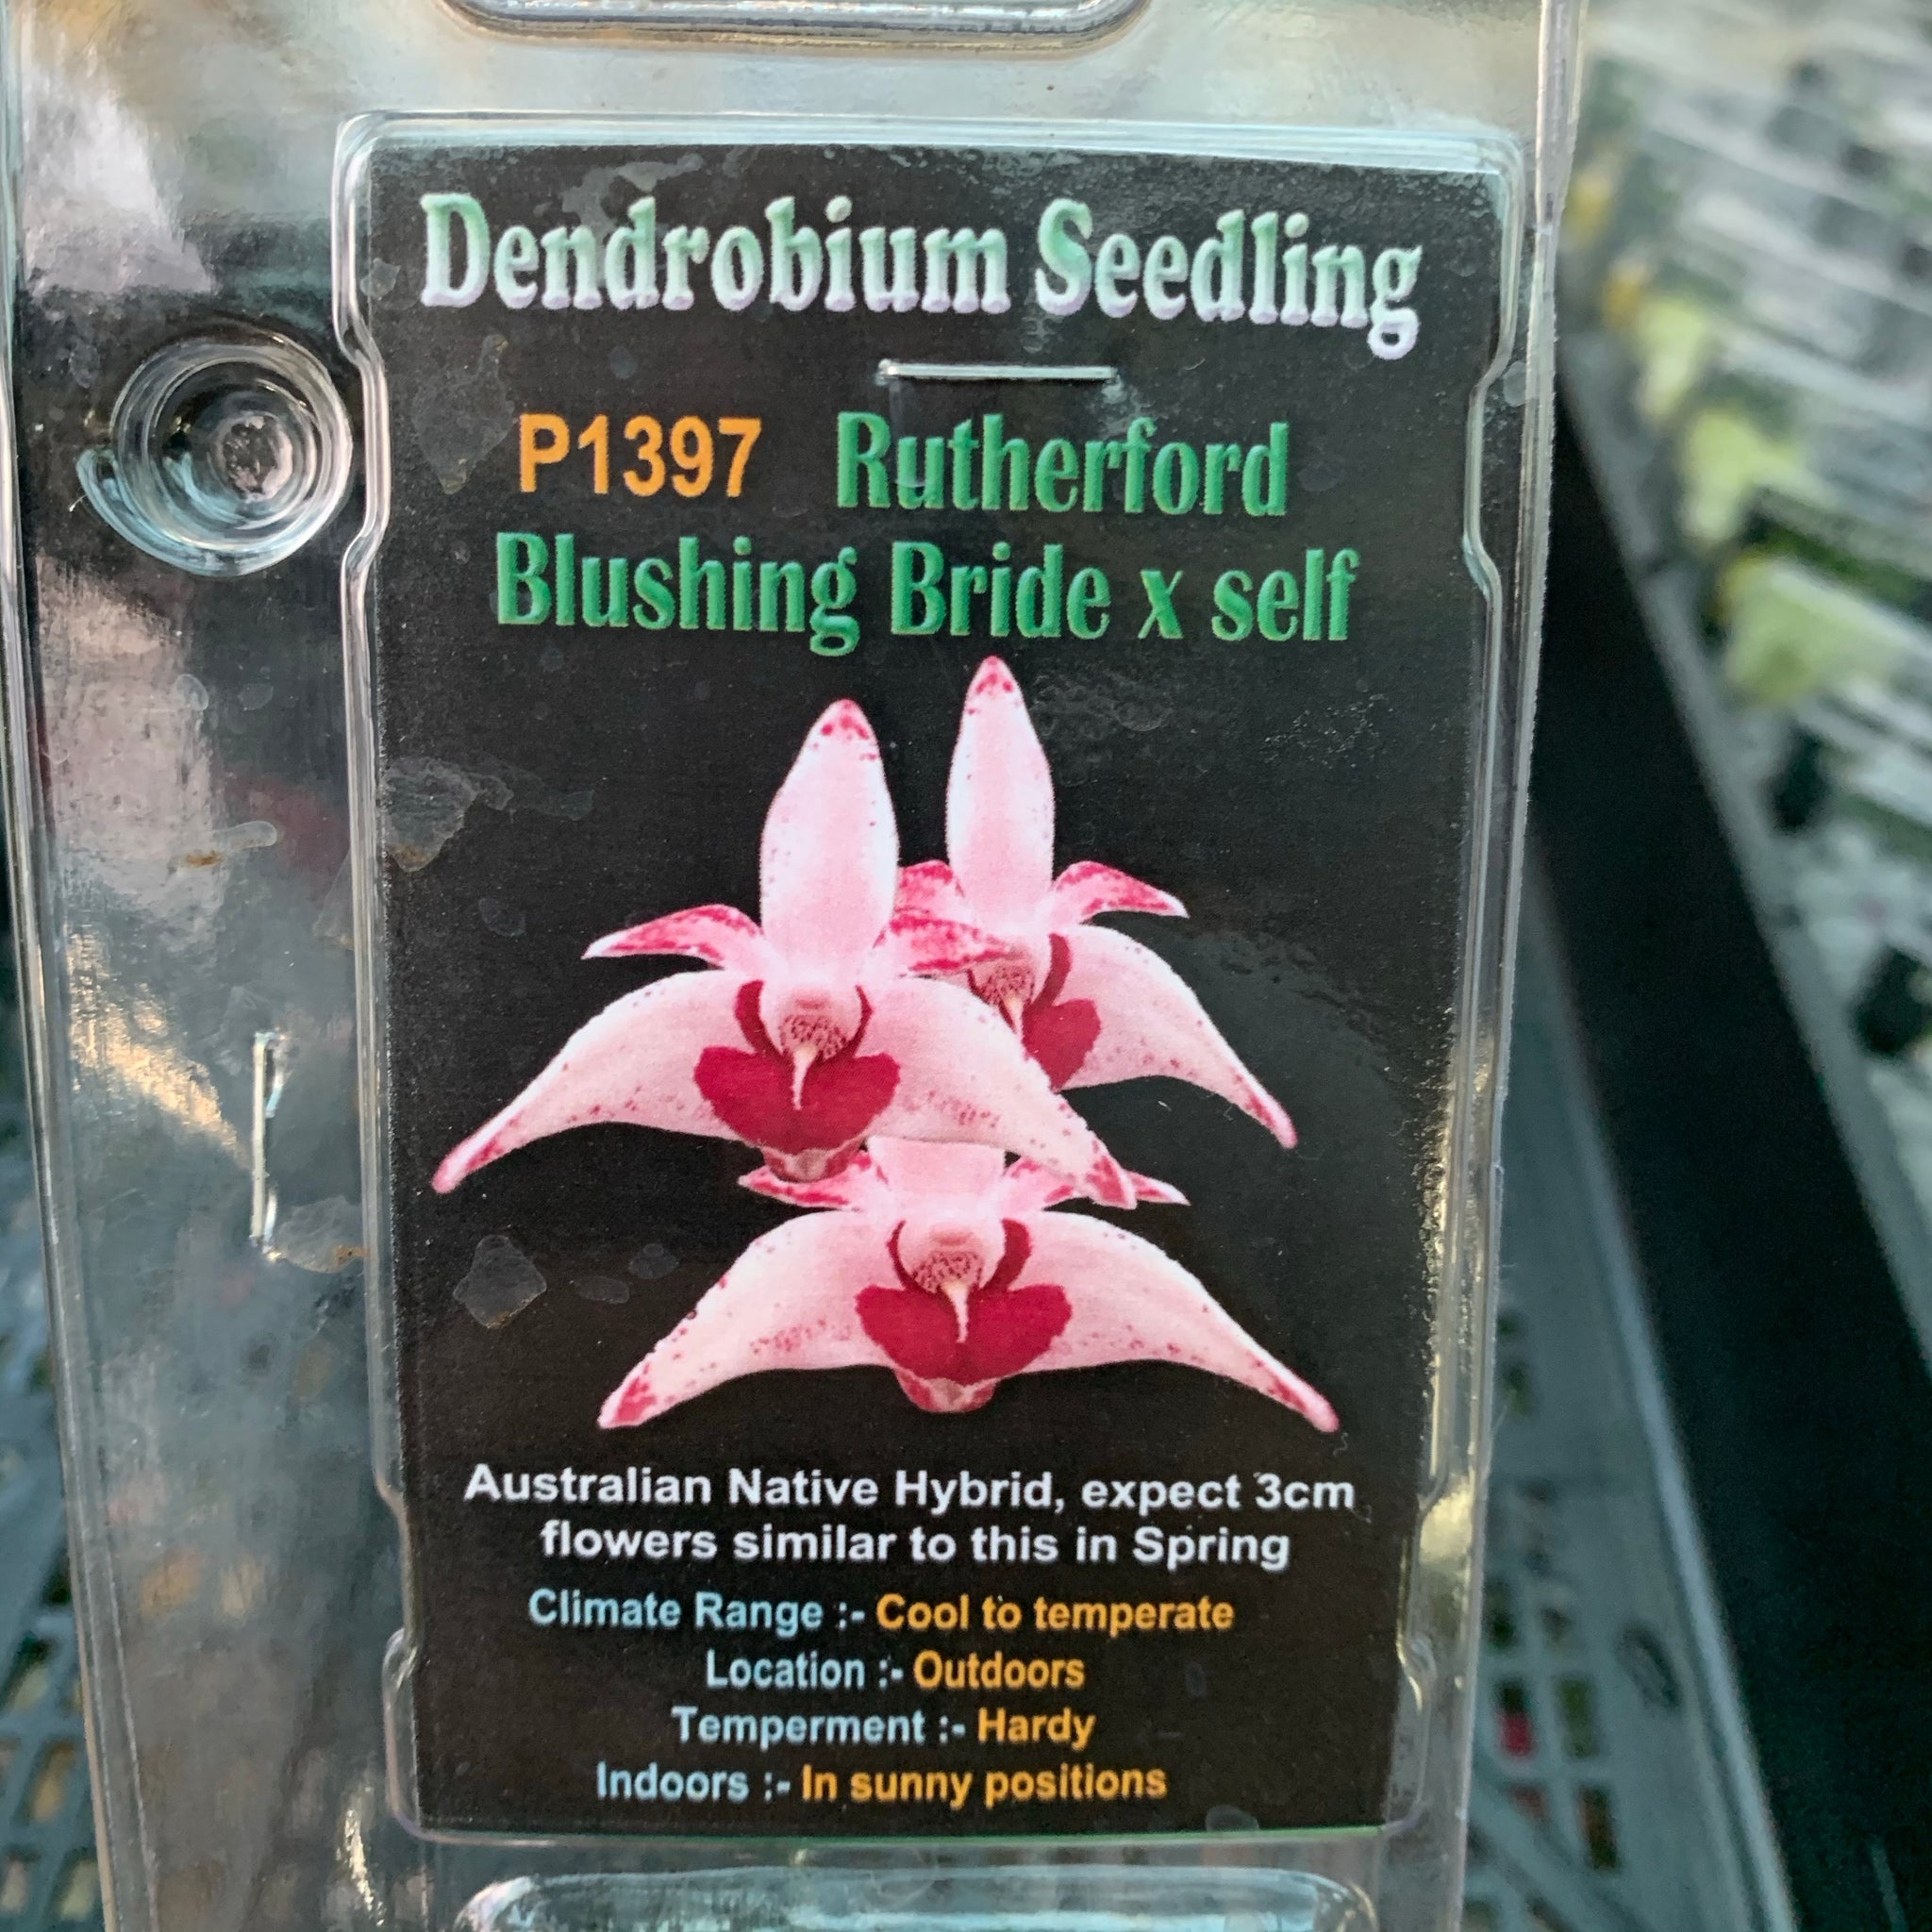 Dendrobium Seedling
P1397 Rutherford
Blushing Bride x self
Australian Native Hybrid, expect 3cm
flowers similar to this in Spring
Climate Range :- Cool to temperate
Location :- Outdoors
Temperment :- Hardy
Indoors :- In sunny positions